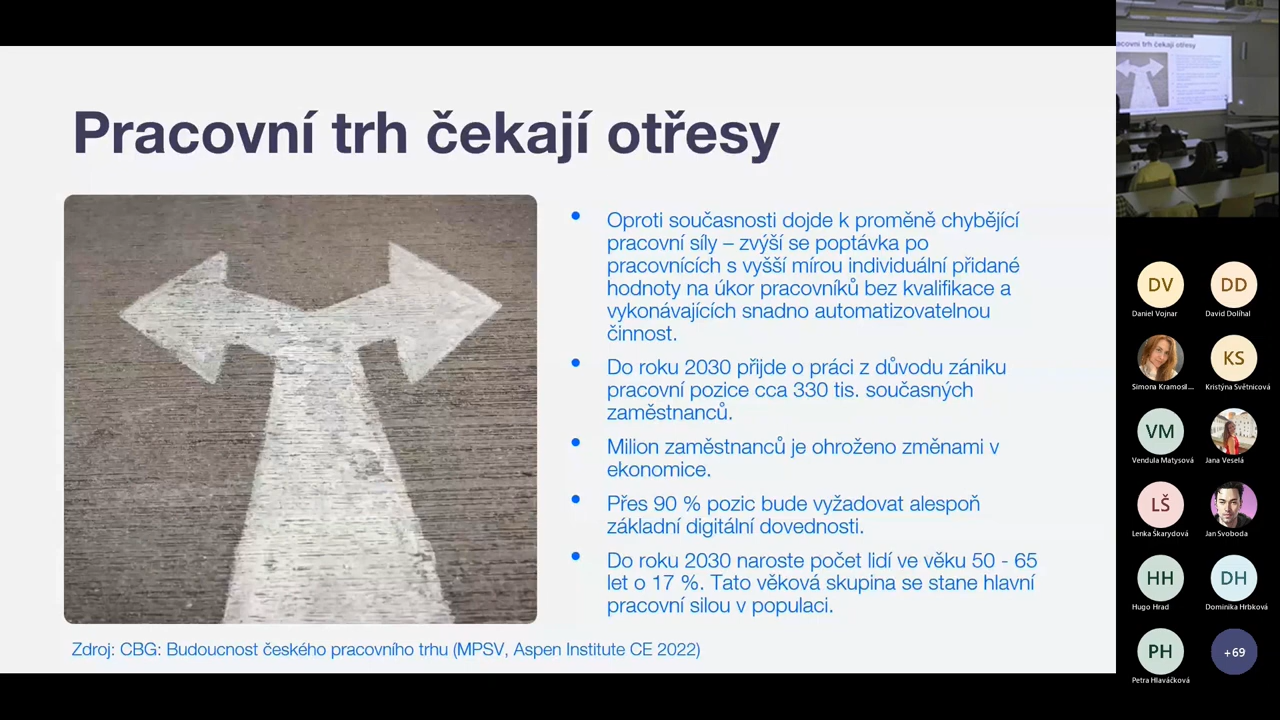 Pracovní trh čekají otřesy
• Oproti současnosti dojde k proměně chybějící
pracovní síly – zvýší se poptávka po
pracovnících s vyšší mírou individuální přidané
hodnoty na úkor pracovníků bez kvalifikace a
vykonávajících snadno automatizovatelnou
činnost.
• Do roku 2030 přijde o práci z důvodu zániku
pracovní pozice cca 330 tis. současných
zaměstnanců.
• Milion zaměstnanců je ohroženo změnami v
ekonomice.
• Přes 90 % pozic bude vyžadovat alespoň
základní digitální dovednosti.
• Do roku 2030 naroste počet lidí ve věku 50 - 65
let o 17 %. Tato věková skupina se stane hlavní
pracovní silou v populaci.
Zdroj: CBG: Budoucnost českého pracovního trhu (MPSV, Aspen Institute CE 2022)
trh čekají otřesy
DV
Daniel Vojnar
DD
David Dolíhal
Simona Kramosil...
KS
Kristýna Světnicová
VM
Vendula Matysová
Jana Veselá
LŠ
Lenka Škarydová
Jan Svoboda
HH
Hugo Hrad
DH
Dominika Hrbková
PH
Petra Hlaváčková
+69